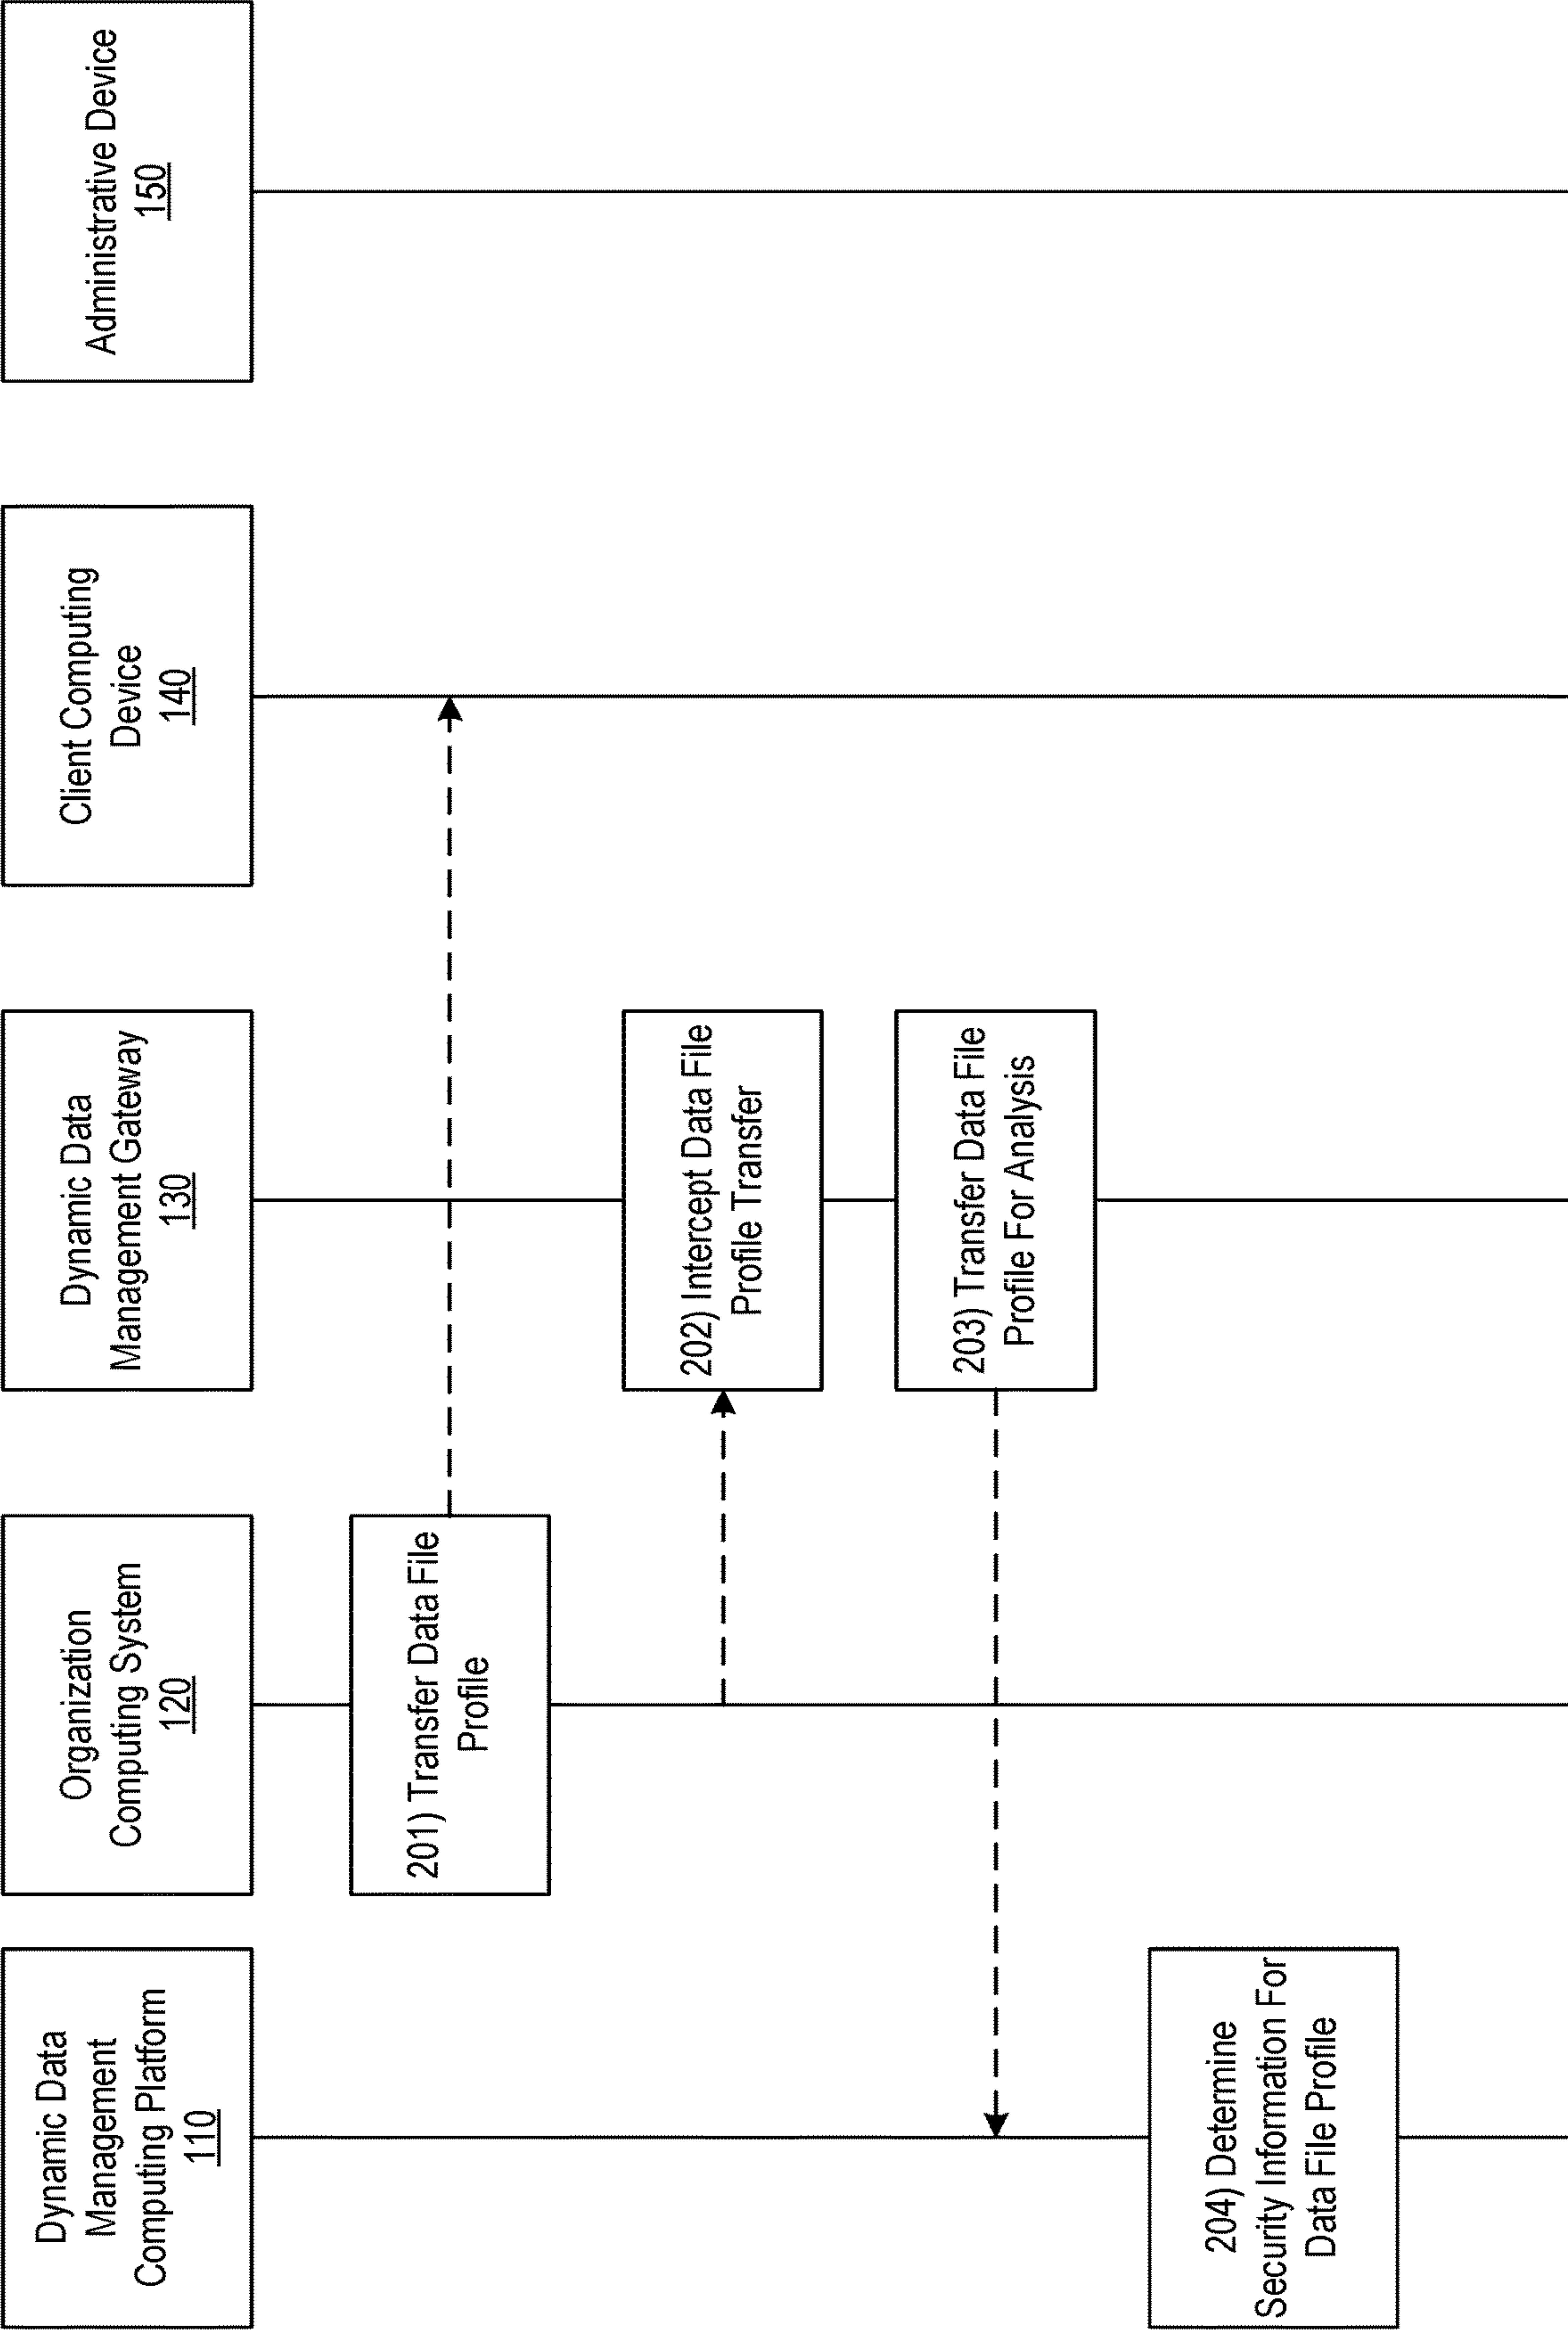 Dynamic Data
Management
Computing Platform
110
Organization
Computing System
120
Dynamic Data
Management Gateway
130
Client Computing
Device
140
Administrative Device
150
201) Transfer Data File
Profile
202) Intercept Data File
Profile Transfer
203) Transfer Data File
Profile For Analysis
204) Determine
Security Information For
Data File Profile